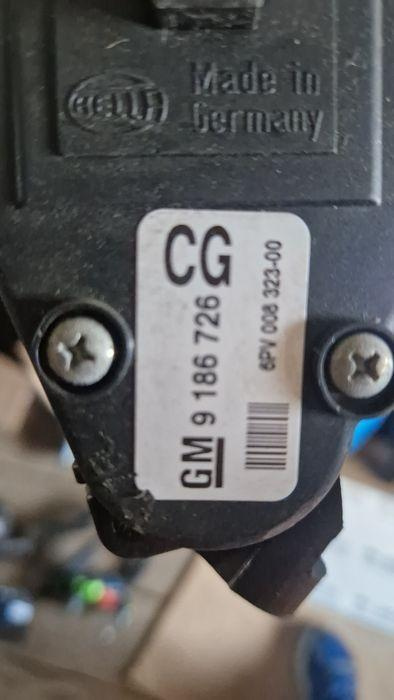 HELLA
Made in
Germany
CG
GM 9 186 726
6PV 008 323-00